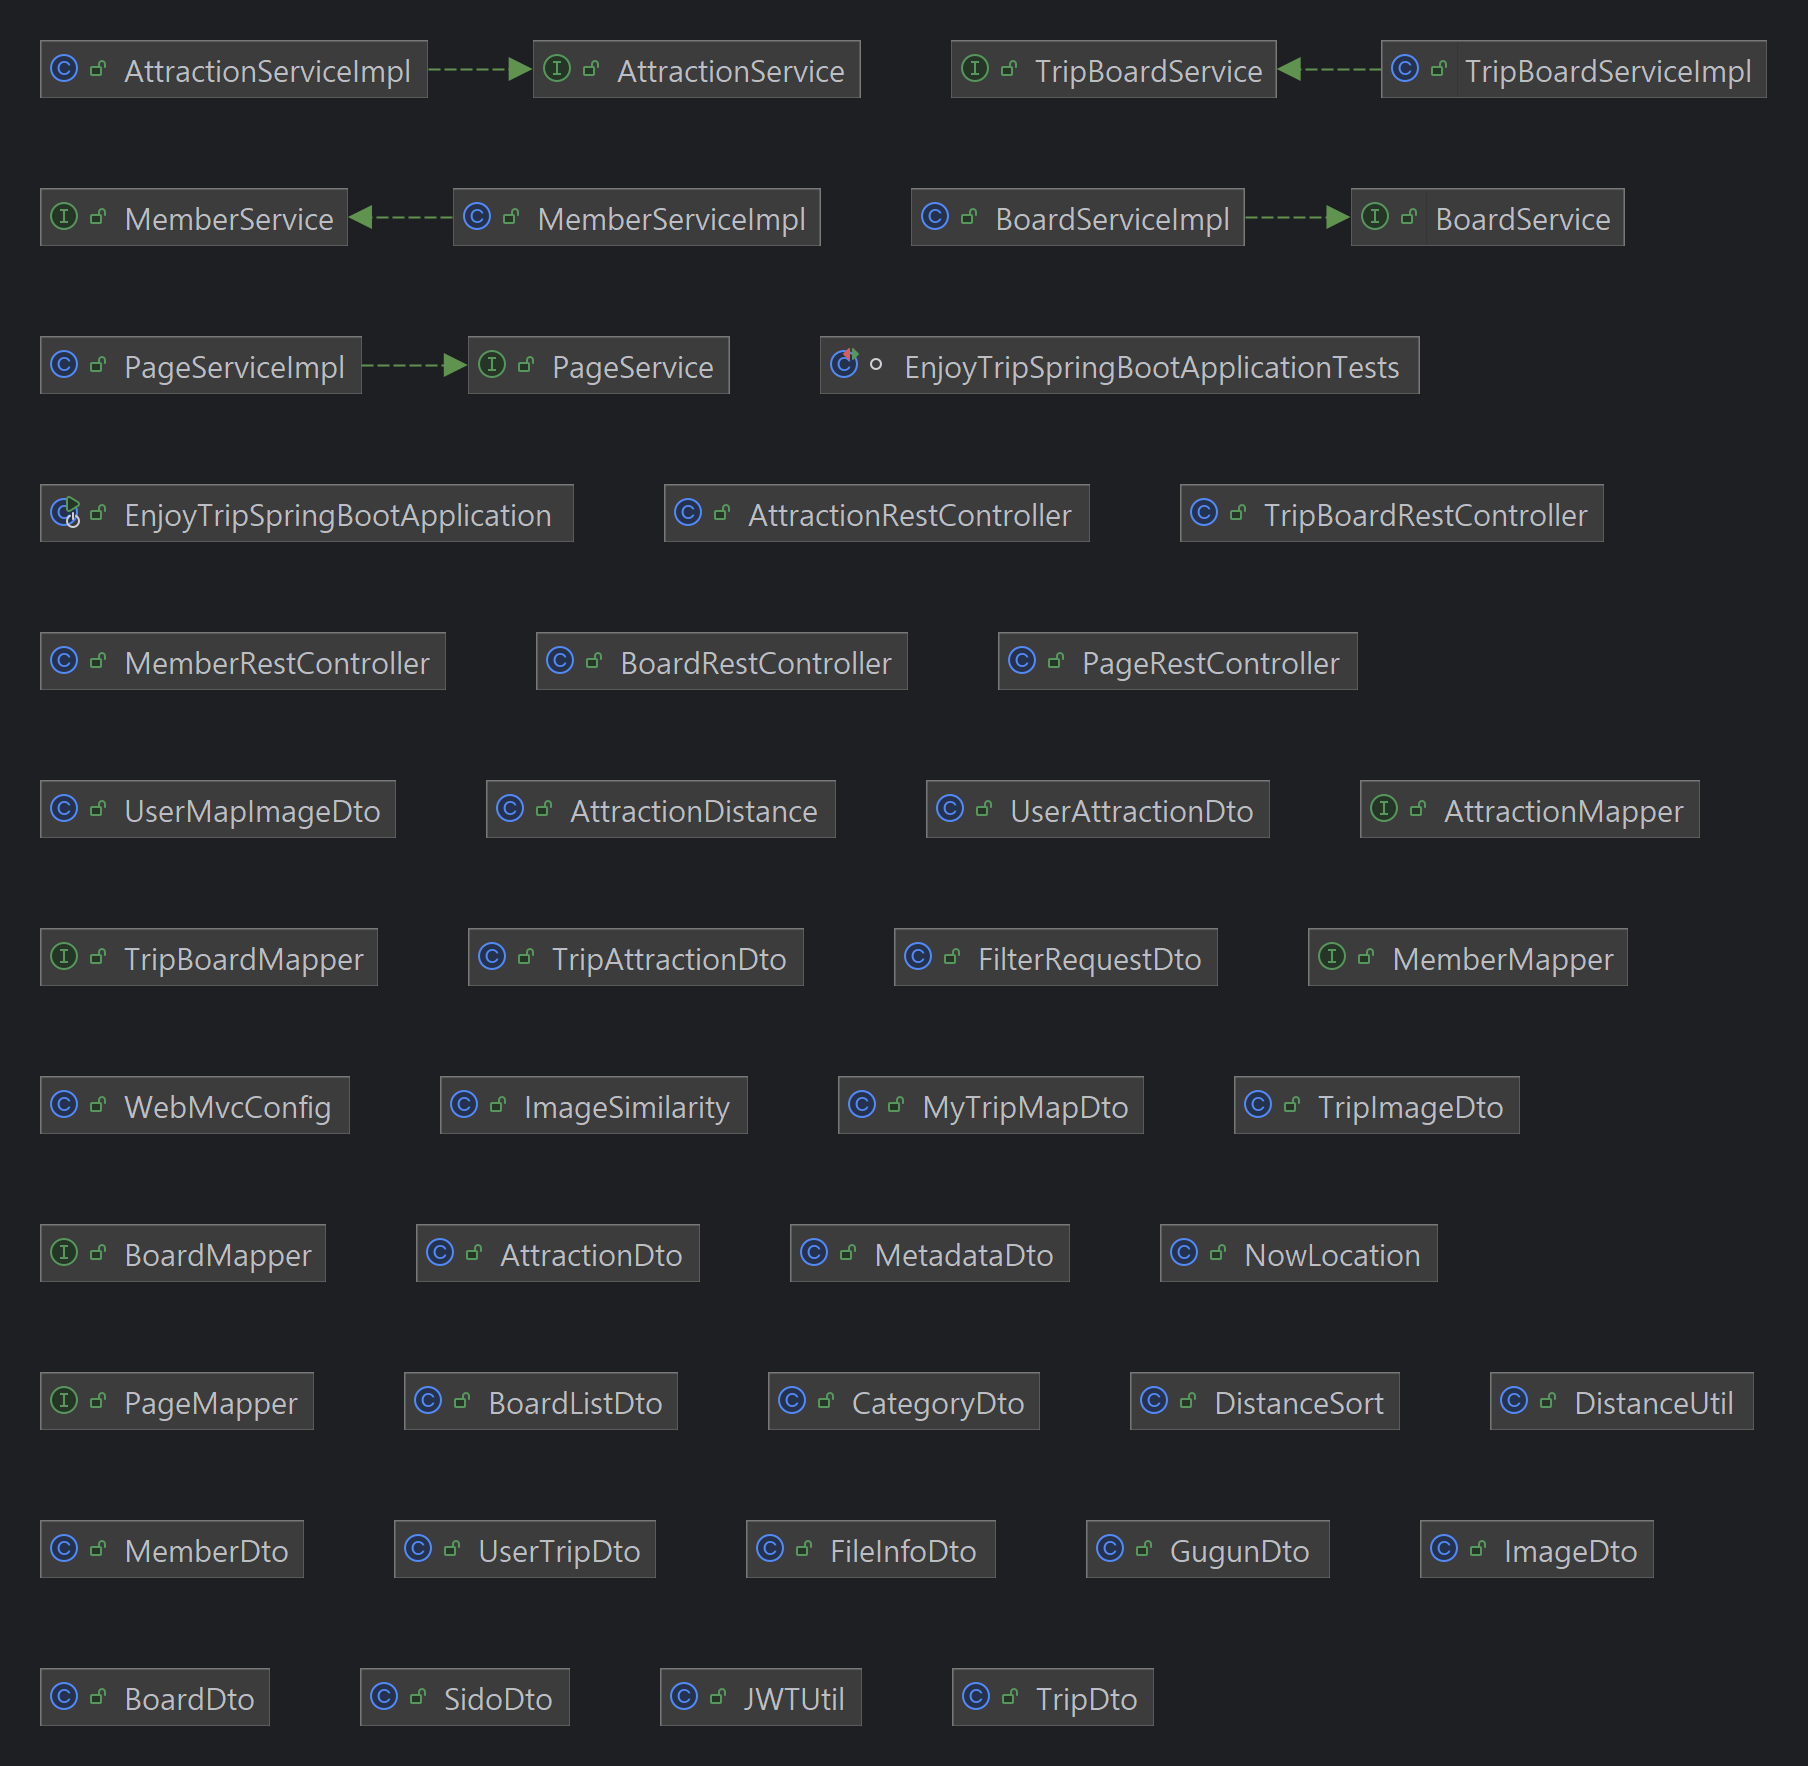 AttractionServiceImpl AttractionService TripBoardService TripBoardServiceImpl
MemberService MemberServiceImpl BoardServiceImpl BoardService
PageServiceImpl PageService EnjoyTripSpringBootApplicationTests
EnjoyTripSpringBootApplication AttractionRestController TripBoardRestController
MemberRestController BoardRestController PageRestController
UserMapImageDto AttractionDistance UserAttractionDto AttractionMapper
TripBoardMapper TripAttractionDto FilterRequestDto MemberMapper
WebMvcConfig ImageSimilarity MyTripMapDto TripImageDto
BoardMapper AttractionDto MetadataDto NowLocation
PageMapper BoardListDto CategoryDto DistanceSort DistanceUtil
MemberDto UserTripDto FileInfoDto GugunDto ImageDto
BoardDto SidoDto JWTUtil TripDto